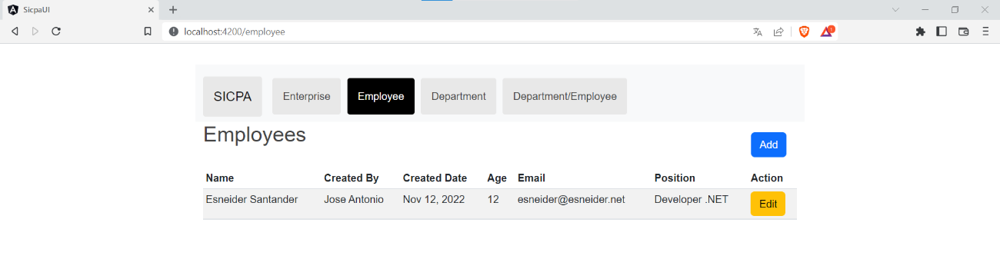 SicpaUI
localhost:4200/employee
1
SICPA Enterprise Employee Department Department/Employee
Employees
Add
Name Created By Created Date Age Email Position Action
Esneider Santander Jose Antonio Nov 12, 2022 12 esneider@esneider.net Developer .NET Edit